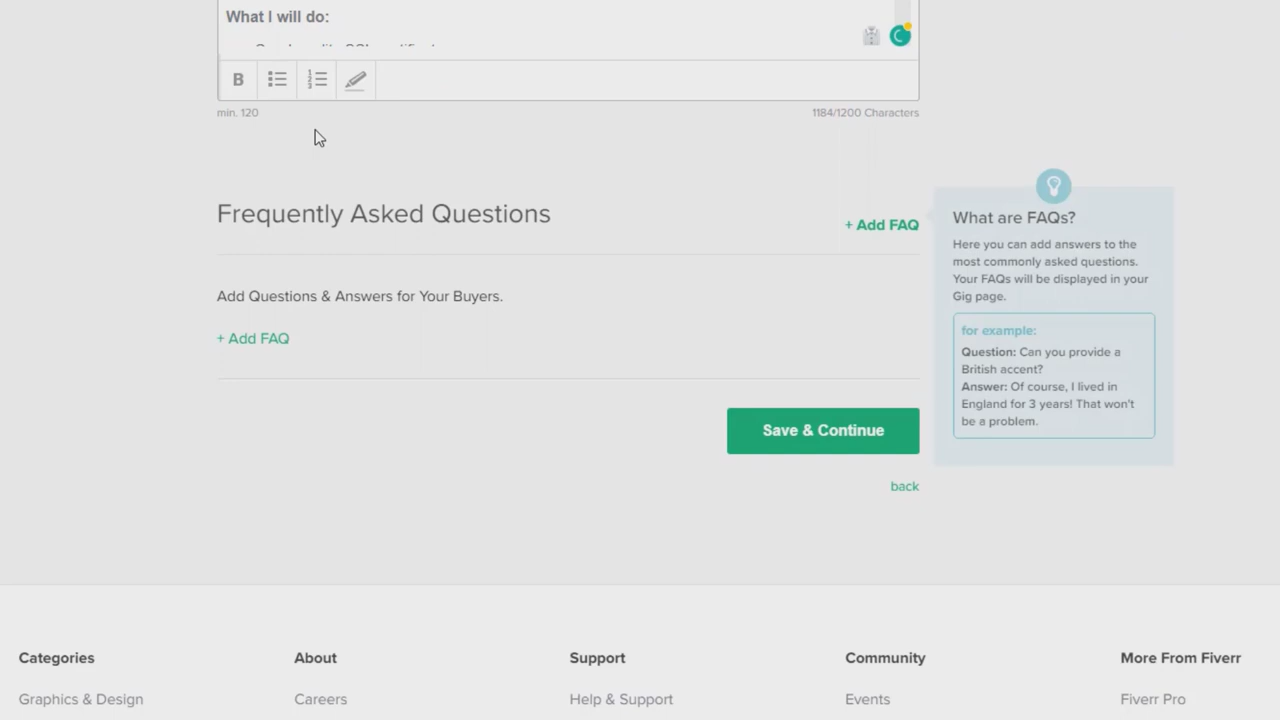 What I will do:
B
min. 120
1184/1200 Characters
Frequently Asked Questions
+ Add FAQ
Add Questions & Answers for Your Buyers.
+ Add FAQ
What are FAQs?
Here you can add answers to the
most commonly asked questions.
Your FAQs will be displayed in your
Gig page.
for example:
Question: Can you provide a
British accent?
Answer: Of course, I lived in
England for 3 years! That won't
be a problem.
Save & Continue
back
Categories
About
Support
Community
More From Fiverr
Graphics & Design
Careers
Help & Support
Events
Fiverr Pro